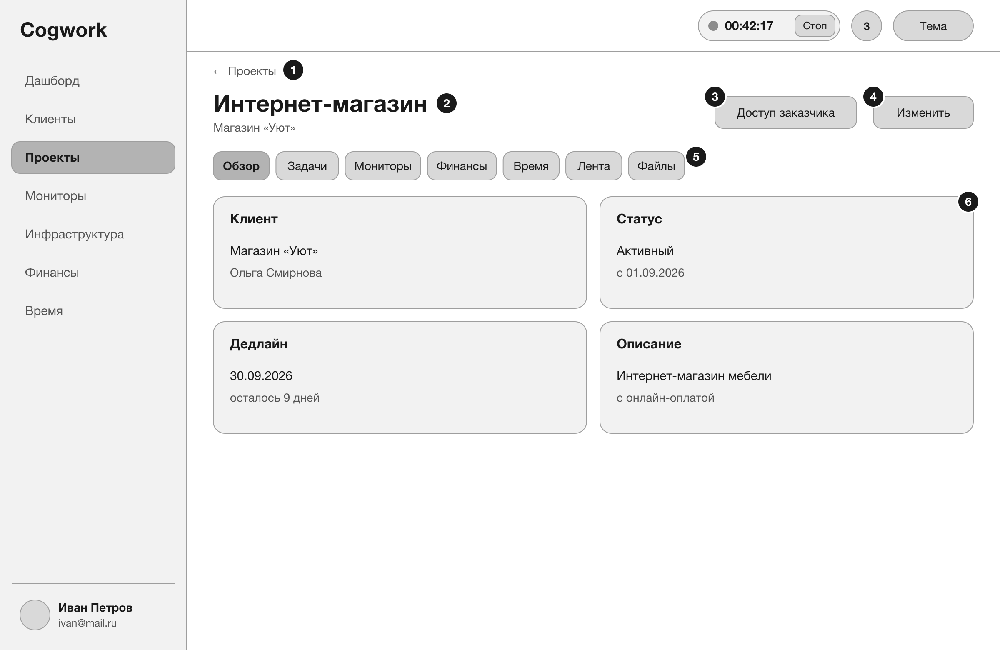 Cogwork
Дашборд
Клиенты
Проекты
Мониторы
Инфраструктура
Финансы
Время
Иван Петров
ivan@mail.ru
00:42:17 Стоп 3 Тема
← Проекты 1
Интернет-магазин 2
Магазин «Уют»
3 Доступ заказчика 4 Изменить
Обзор Задачи Мониторы Финансы Время Лента Файлы 5
Клиент
Магазин «Уют»
Ольга Смирнова
6
Статус
Активный
с 01.09.2026
Дедлайн
30.09.2026
осталось 9 дней
Описание
Интернет-магазин мебели
с онлайн-оплатой